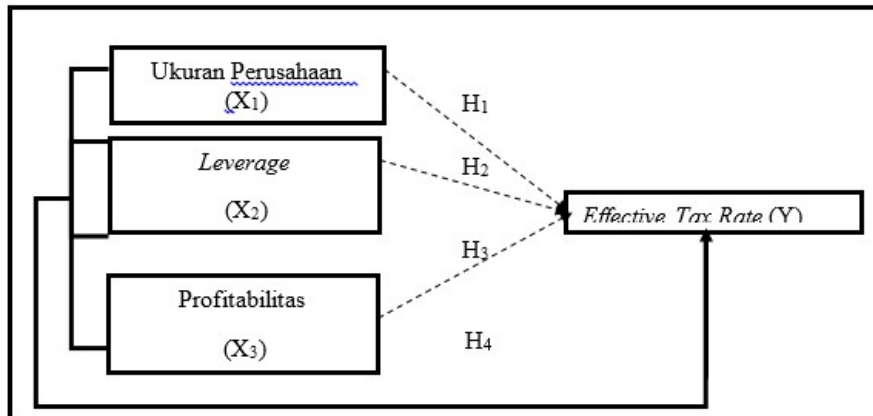 Ukuran Perusahaan
(X1)
H1
Leverage
(X2)
H2
Effective Tax Rate (Y)
H3
Profitabilitas
(X3)
H4